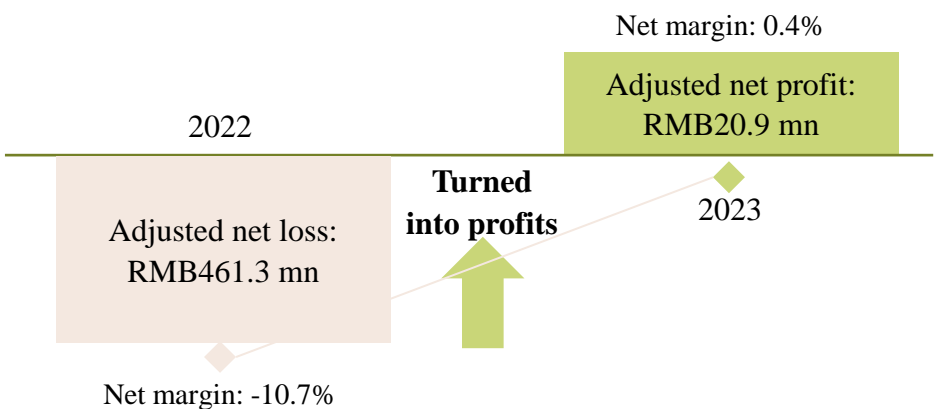 Net margin: 0.4%
Adjusted net profit:
RMB20.9 mn
2022
Turned
into profits
2023
Adjusted net loss:
RMB461.3 mn
Net margin: -10.7%